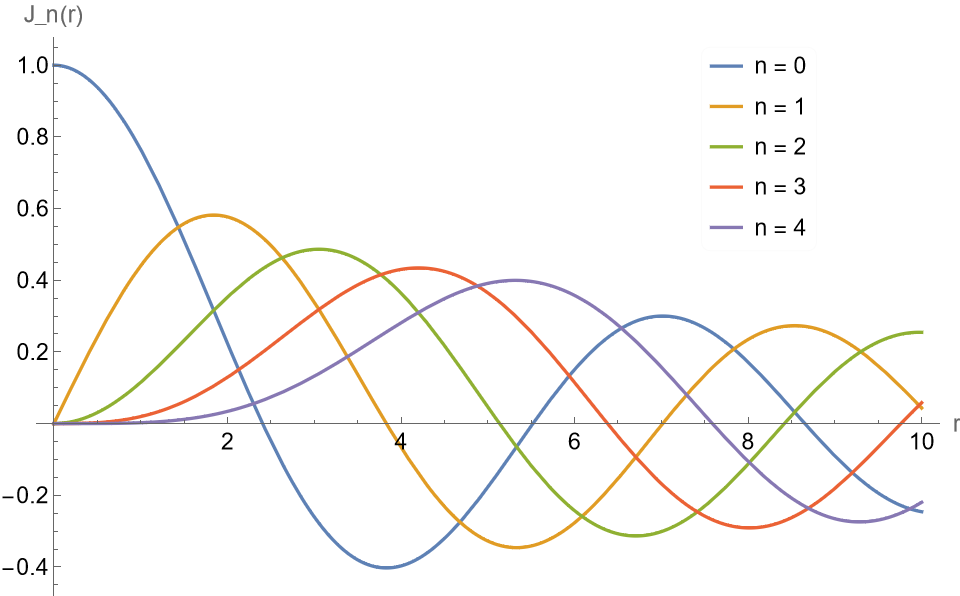 J_n(r)
1.0
0.8
0.6
0.4
0.2
−0.2
−0.4
2 4 6 8 10
r
n = 0
n = 1
n = 2
n = 3
n = 4